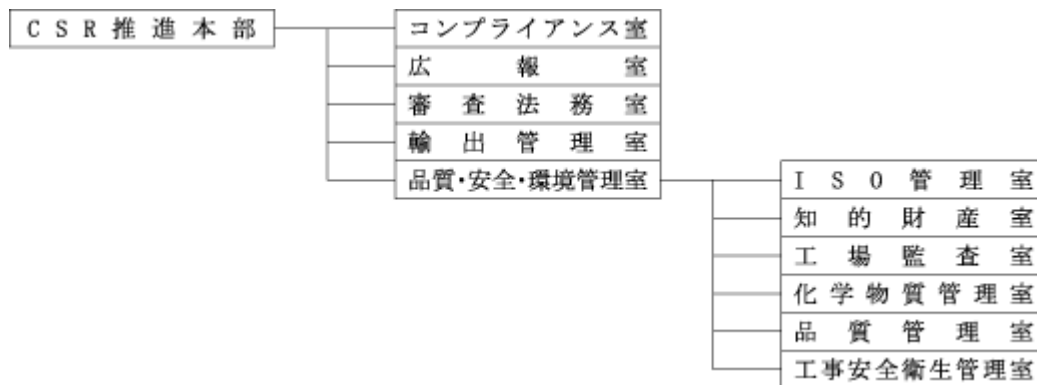 CSR推進本部
コンプライアンス室
広報室
審査法務室
輸出管理室
品質・安全・環境管理室
ISO管理室
知的財産室
工場監査室
化学物質管理室
品質管理室
工事安全衛生管理室